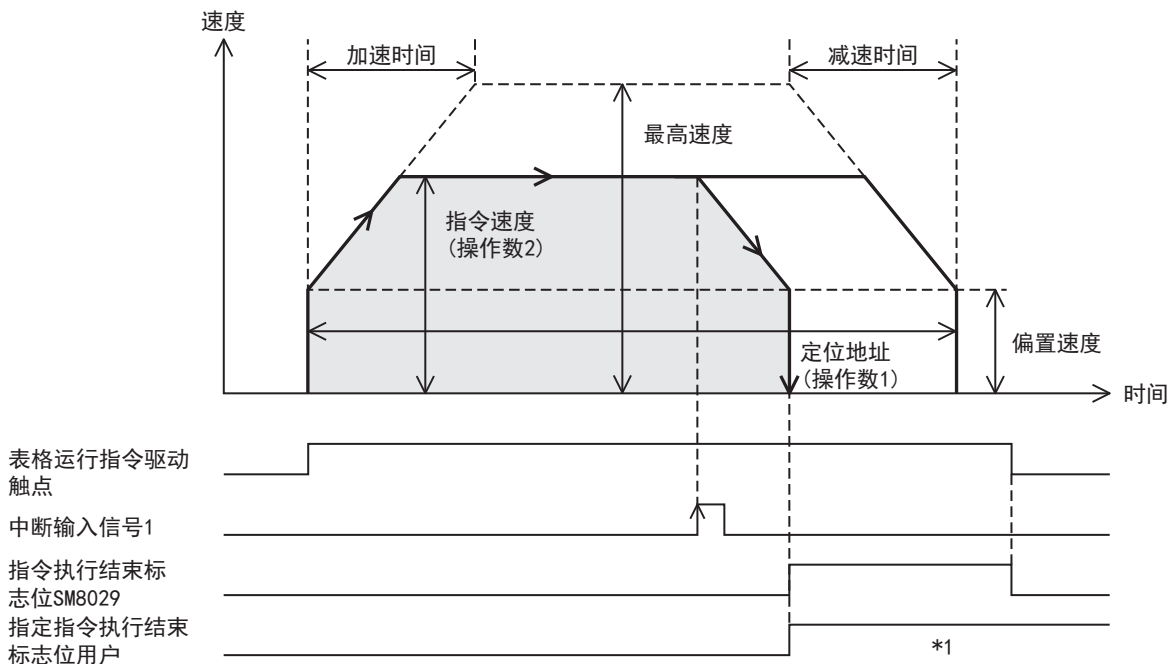 速度
加速时间
减速时间
最高速度
指令速度
(操作数2)
定位地址
(操作数1)
偏置速度
时间
表格运行指令驱动
触点
中断输入信号1
指令执行结束标
志位SM8029
指定指令执行结束
标志位用户
*1